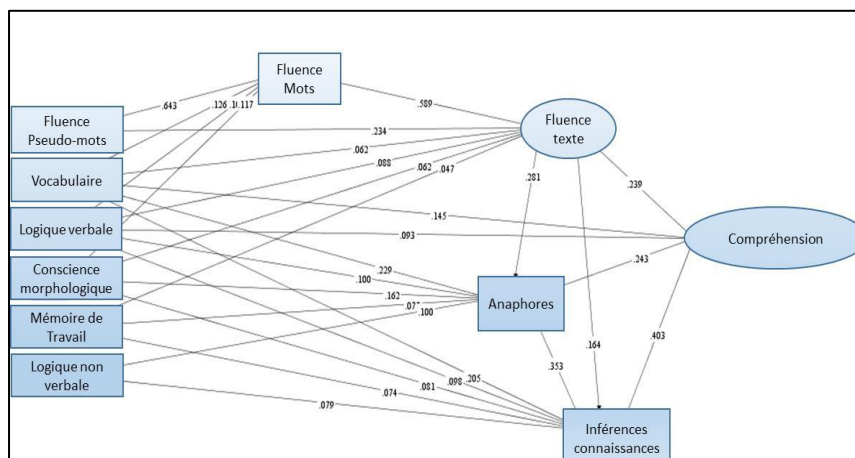 Fluence
Mots
.643
.126
.117
.589
Fluence
Pseudo-mots
Fluence
texte
.234
.062
Vocabulaire
.088
.062
.047
.281
.239
.145
Logique verbale
.093
Compréhension
Conscience
morphologique
.229
.100
.243
.162
Anaphores
Mémoire de
Travail
.100
.353
.164
.403
Logique non
verbale
.205
.098
.081
.074
.079
Inférences
connaissances